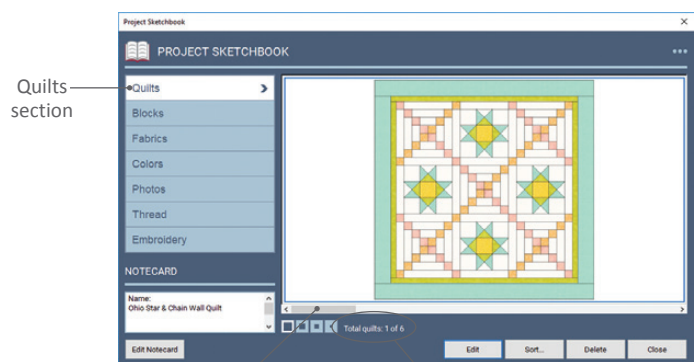 Project Sketchbook
PROJECT SKETCHBOOK
Quilts
section
Quilts
Blocks
Fabrics
Colors
Photos
Thread
Embroidery
NOTECARD
Name:
Ohio Star & Chain Wall Quilt
Total quilts: 1 of 6
Edit Notecard
Edit
Sort...
Delete
Close